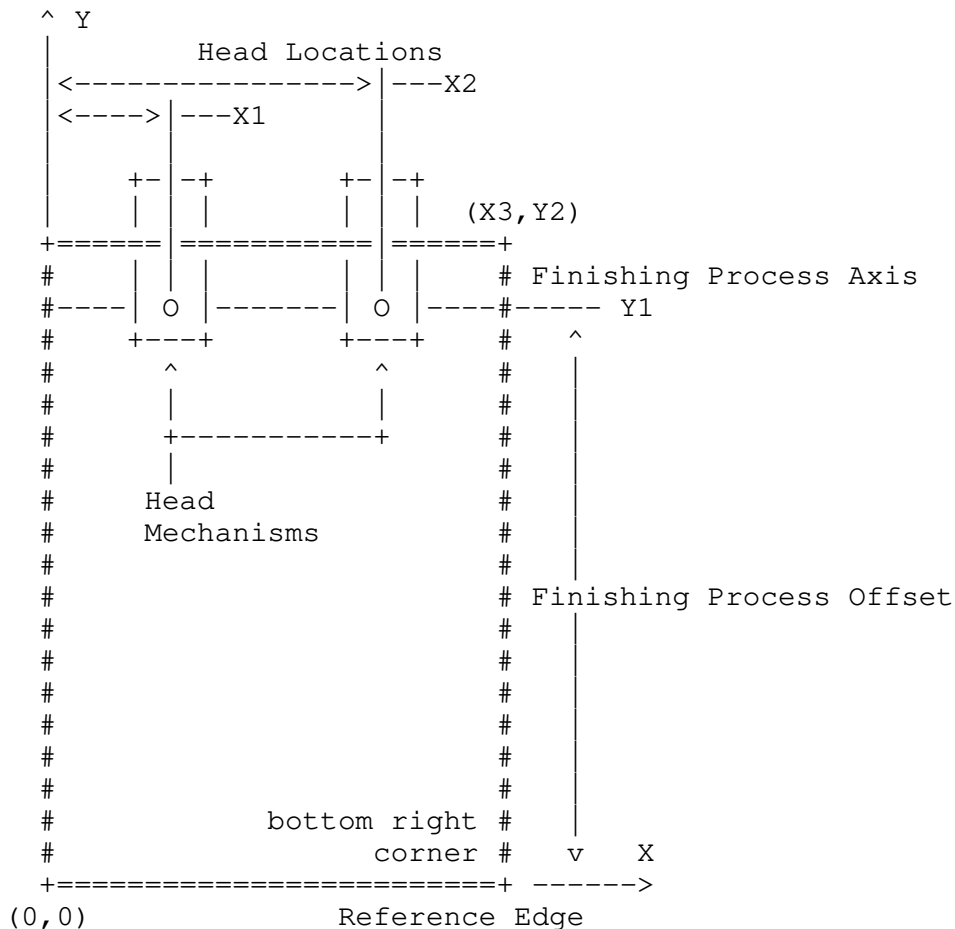 ^ Y
Head Locations
<----------------->|---X2
<---->|---X1
+-|-+ +-|-+
| | | | | | (X3,Y2)
+======|===========|======+
# | | | | | | # Finishing Process Axis
#----| O |-------| O |----#----- Y1
# +---+ +---+ # ^
# ^ ^ # |
# | | # |
# +-----------+ # |
# | # |
# Head # |
# Mechanisms # |
# # |
# # Finishing Process Offset
# # |
# # |
# # |
# # |
# # |
# # |
# bottom right # |
# corner # v X
+=========================+ ------>
(0,0) Reference Edge